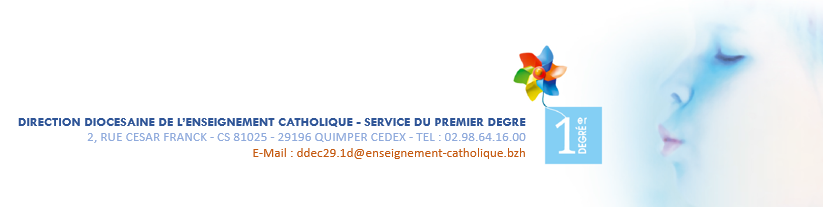 DIRECTION DIOCESAINE DE L'ENSEIGNEMENT CATHOLIQUE - SERVICE DU PREMIER DEGRE
2, RUE CESAR FRANCK - CS 81025 - 29196 QUIMPER CEDEX - TEL : 02.98.64.16.00
E-Mail : ddec29.1d@enseignement-catholique.bzh
1er
DEGRÉ